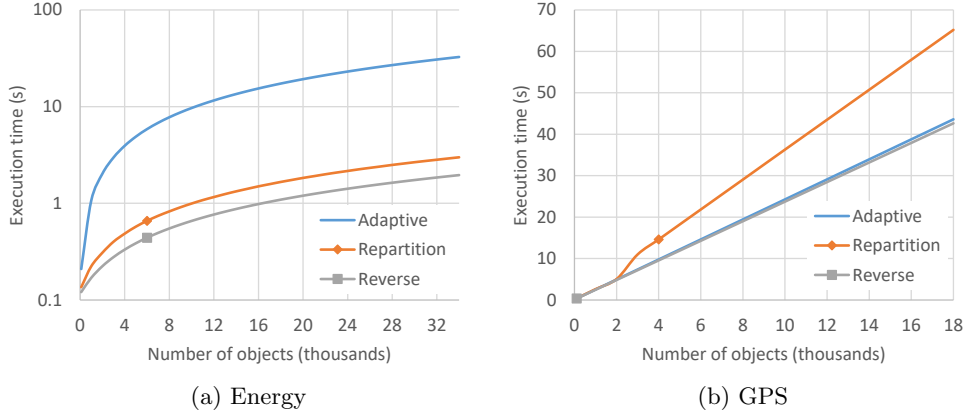 100
10
1
0.1
Execution time (s)
0 4 8 12 16 20 24 28 32
Number of objects (thousands)
Adaptive
Repartition
Reverse
(a) Energy
70
60
50
40
30
20
10
0
Execution time (s)
0 2 4 6 8 10 12 14 16 18
Number of objects (thousands)
Adaptive
Repartition
Reverse
(b) GPS